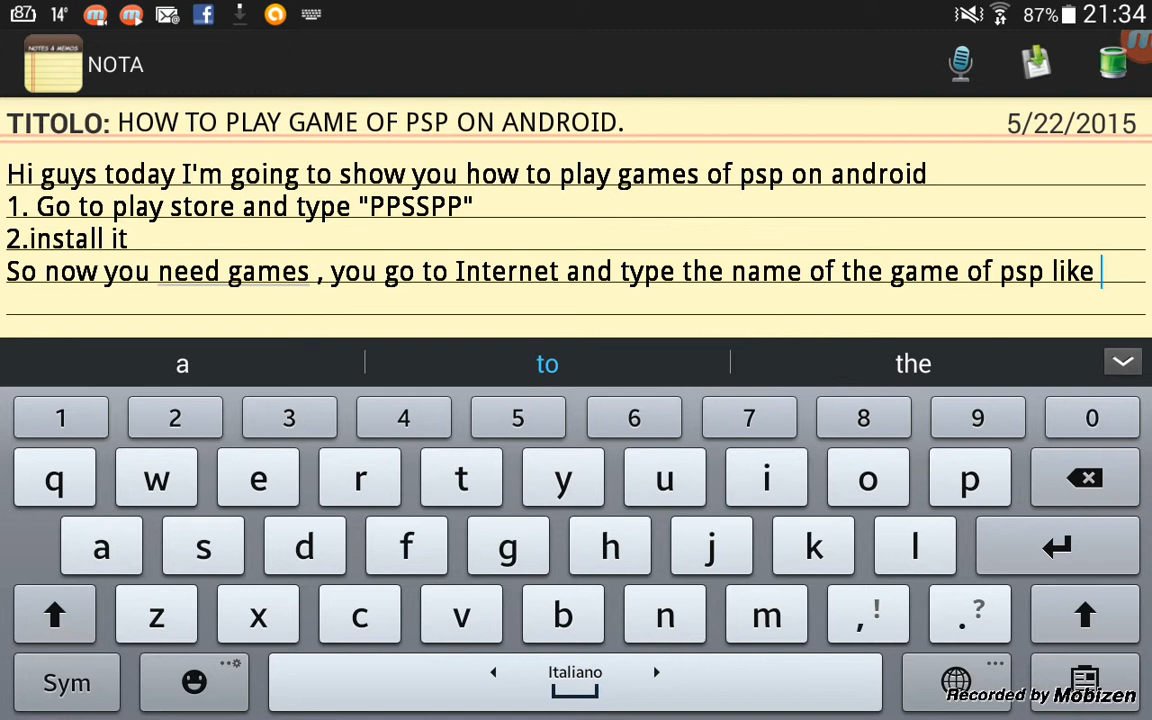 87 14° 87% 21:34
NOTES & MEMOS NOTA
TITOLO: HOW TO PLAY GAME OF PSP ON ANDROID. 5/22/2015
Hi guys today I'm going to show you how to play games of psp on android
1. Go to play store and type "PPSSPP"
2.install it
So now you need games , you go to Internet and type the name of the game of psp like
a to the
1 2 3 4 5 6 7 8 9 0
q w e r t y u i o p
a s d f g h j k l
z x c v b n m , ! . ?
Sym Italiano
Recorded by Mobizen